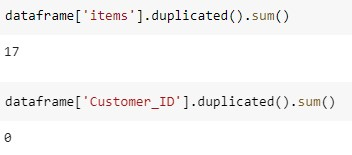 dataframe['items'].duplicated().sum()
17
dataframe['Customer_ID'].duplicated().sum()
0